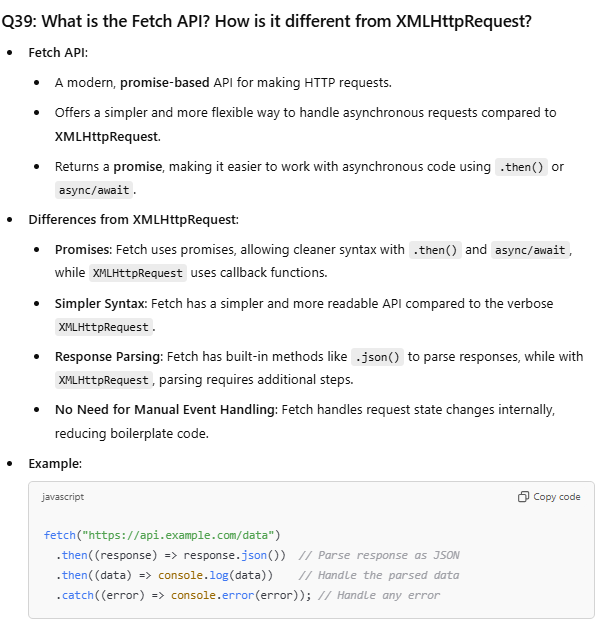 Q39: What is the Fetch API? How is it different from XMLHttpRequest?
• Fetch API:
• A modern, promise-based API for making HTTP requests.
• Offers a simpler and more flexible way to handle asynchronous requests compared to
XMLHttpRequest.
• Returns a promise, making it easier to work with asynchronous code using .then() or
async/await.
• Differences from XMLHttpRequest:
• Promises: Fetch uses promises, allowing cleaner syntax with .then() and async/await,
while XMLHttpRequest uses callback functions.
• Simpler Syntax: Fetch has a simpler and more readable API compared to the verbose
XMLHttpRequest.
• Response Parsing: Fetch has built-in methods like .json() to parse responses, while with
XMLHttpRequest, parsing requires additional steps.
• No Need for Manual Event Handling: Fetch handles request state changes internally,
reducing boilerplate code.
• Example:
javascript Copy code
fetch("https://api.example.com/data")
.then((response) => response.json()) // Parse response as JSON
.then((data) => console.log(data)) // Handle the parsed data
.catch((error) => console.error(error)); // Handle any error